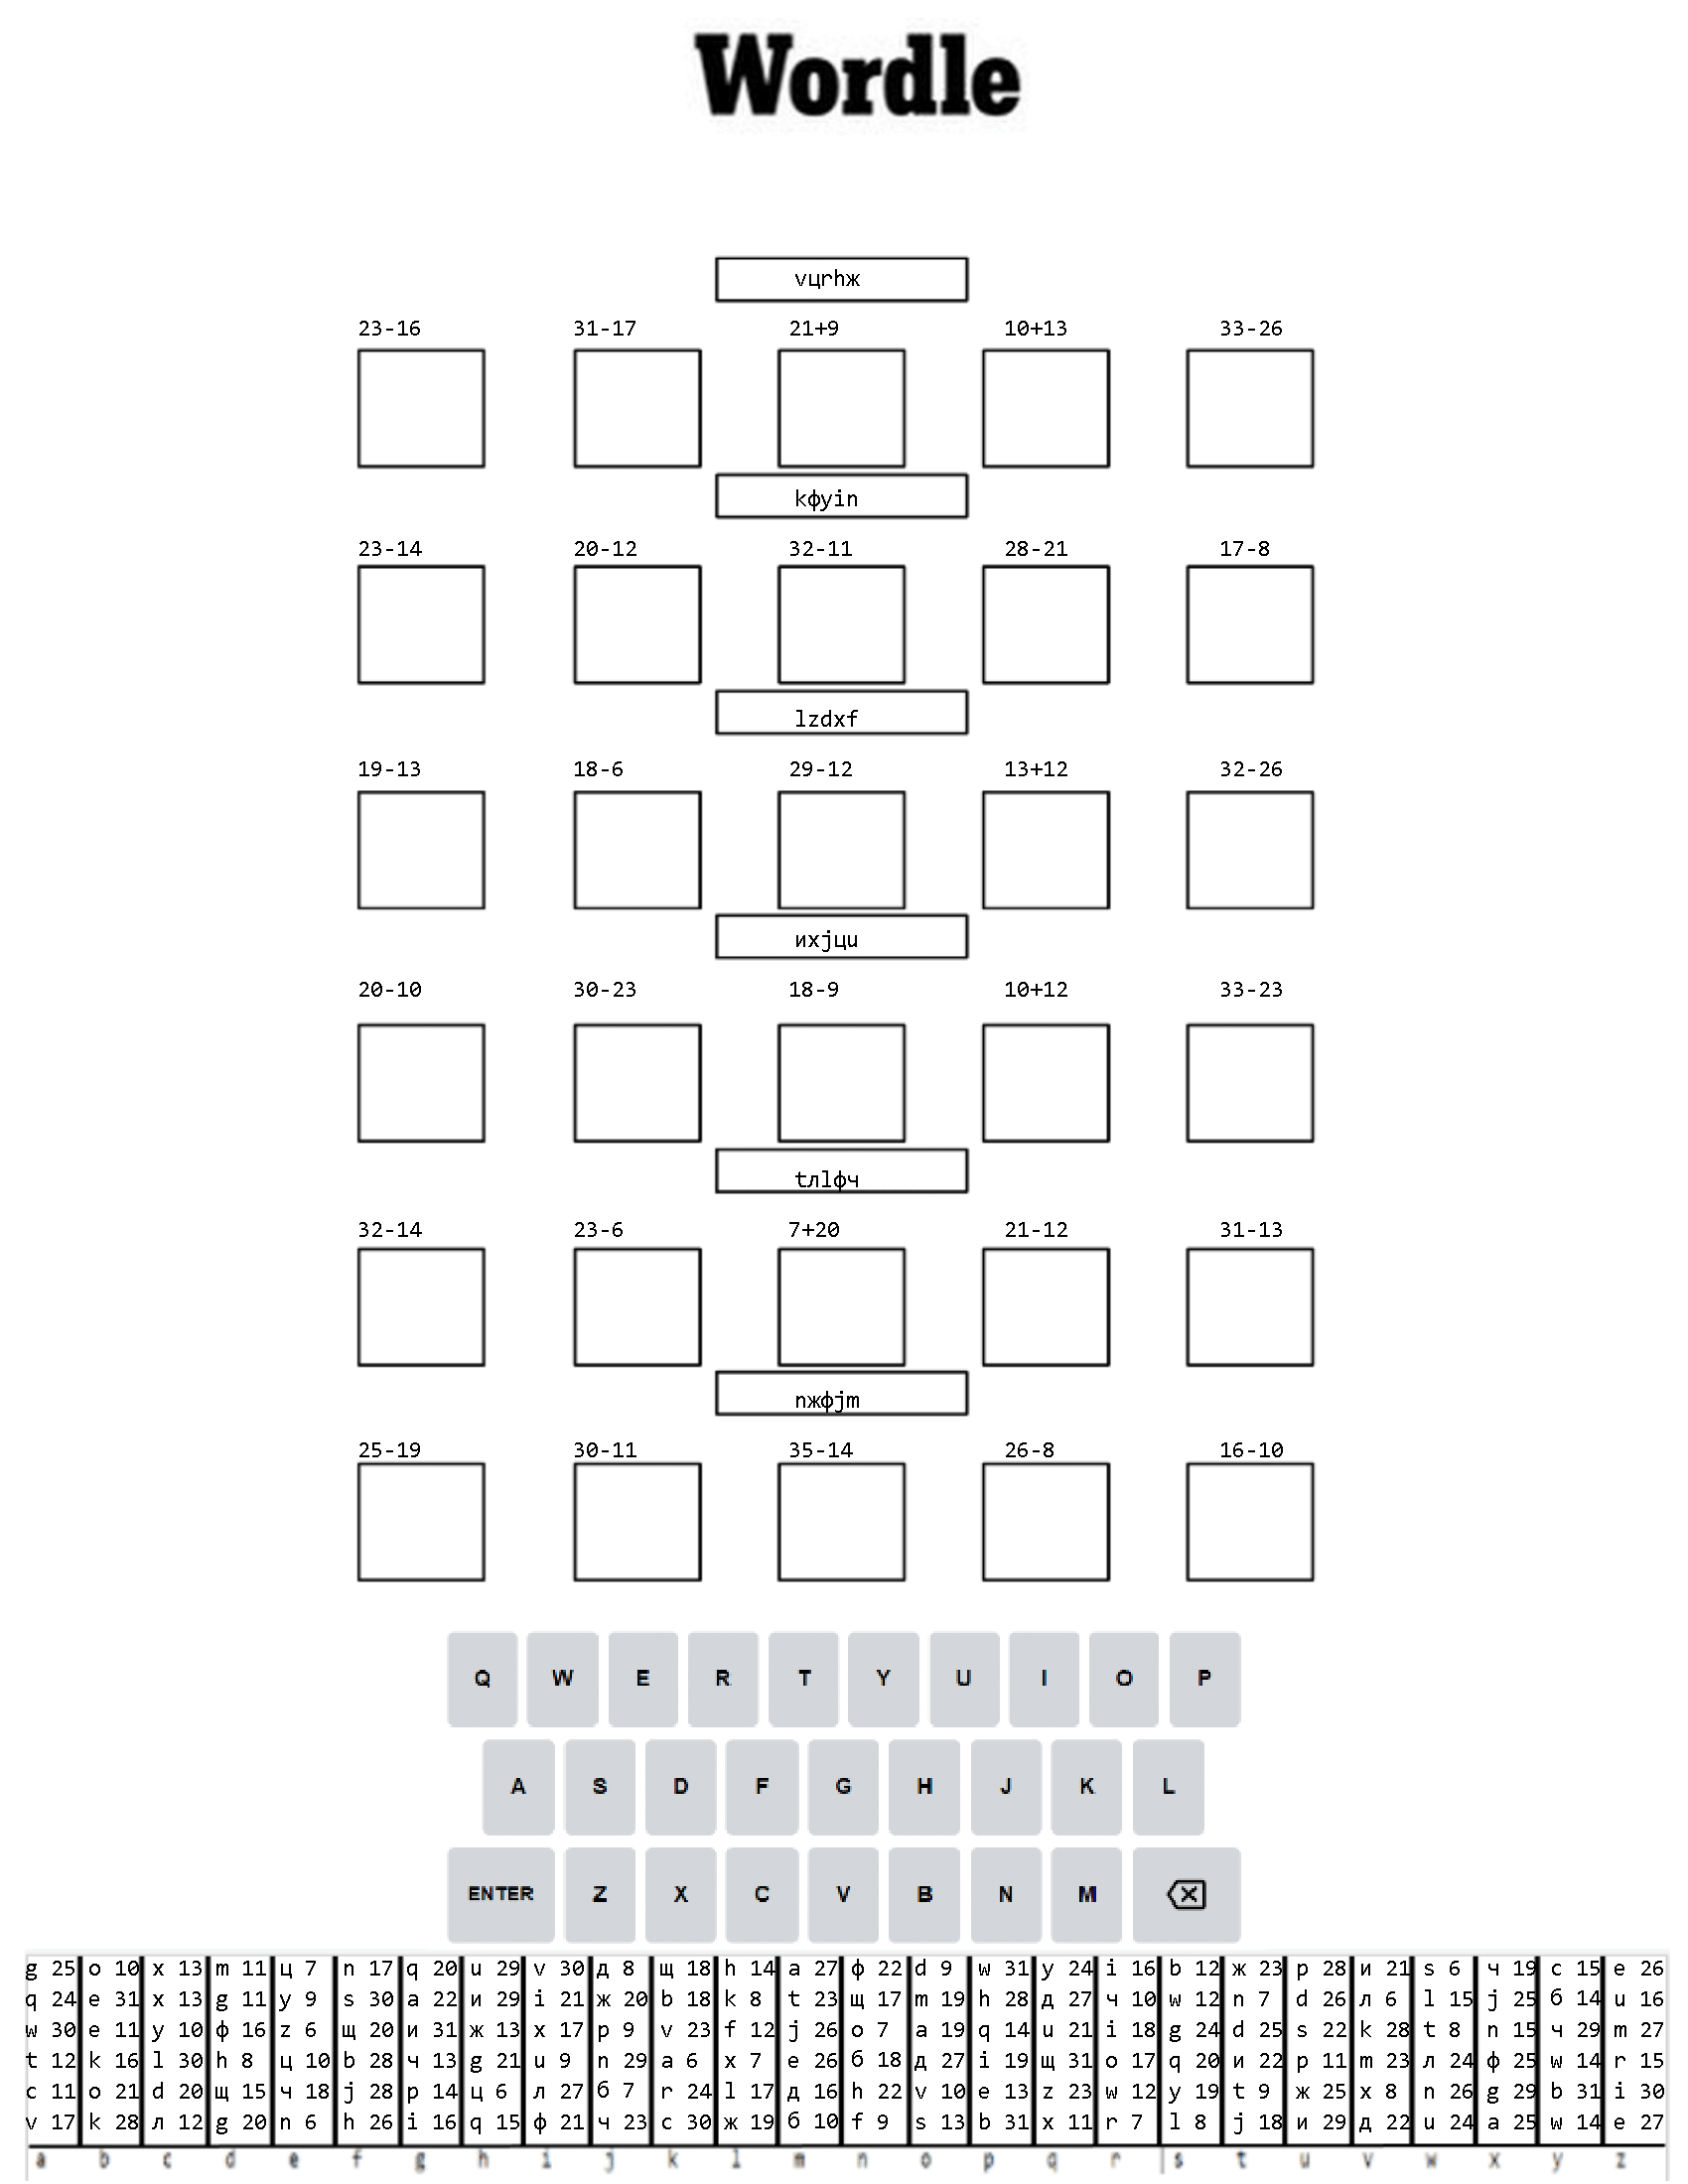 Wordle
vцrhж
23-16 31-17 21+9 10+13 33-26
kфyin
23-14 20-12 32-11 28-21 17-8
lzdxf
19-13 18-6 29-12 13+12 32-26
иxjцu
20-10 30-23 18-9 10+12 33-23
tлlфч
32-14 23-6 7+20 21-12 31-13
nжфjm
25-19 30-11 35-14 26-8 16-10
Q W E R T Y U I O P
A S D F G H J K L
ENTER Z X C V B N M
g 25 o 10 x 13 m 11 ц 7 n 17 q 20 u 29 v 30 д 8 щ 18 h 14 a 27 ф 22 d 9 w 31 y 24 i 16 b 12 ж 23 p 28 и 21 s 6 ч 19 c 15 e 26
q 24 e 31 x 13 g 11 y 9 s 30 a 22 и 29 i 21 ж 20 b 18 k 8 t 23 щ 17 m 19 h 28 д 27 ч 10 w 12 n 7 d 26 л 6 l 15 j 25 б 14 u 16
w 30 e 11 y 10 ф 16 z 6 щ 20 и 31 ж 13 x 17 p 9 v 23 f 12 j 26 o 7 a 19 q 14 u 21 i 18 g 24 d 25 s 22 k 28 t 8 n 15 ч 29 m 27
t 12 k 16 l 30 h 8 ц 10 b 28 ч 13 g 21 u 9 n 29 a 6 x 7 e 26 б 18 д 27 i 19 щ 31 o 17 q 20 и 22 p 11 m 23 л 24 ф 25 w 14 r 15
c 11 o 21 d 20 щ 15 ч 18 j 28 p 14 ц 6 л 27 б 7 r 24 l 17 д 16 h 22 v 10 e 13 z 23 w 12 y 19 t 9 ж 25 x 8 n 26 g 29 b 31 i 30
v 17 k 28 л 12 g 20 n 6 h 26 i 16 q 15 ф 21 ч 23 c 30 ж 19 б 10 f 9 s 13 b 31 x 11 r 7 l 8 j 18 и 29 д 22 u 24 a 25 w 14 e 27
a b c d e f g h i j k l m n o p q r s t u v w x y z